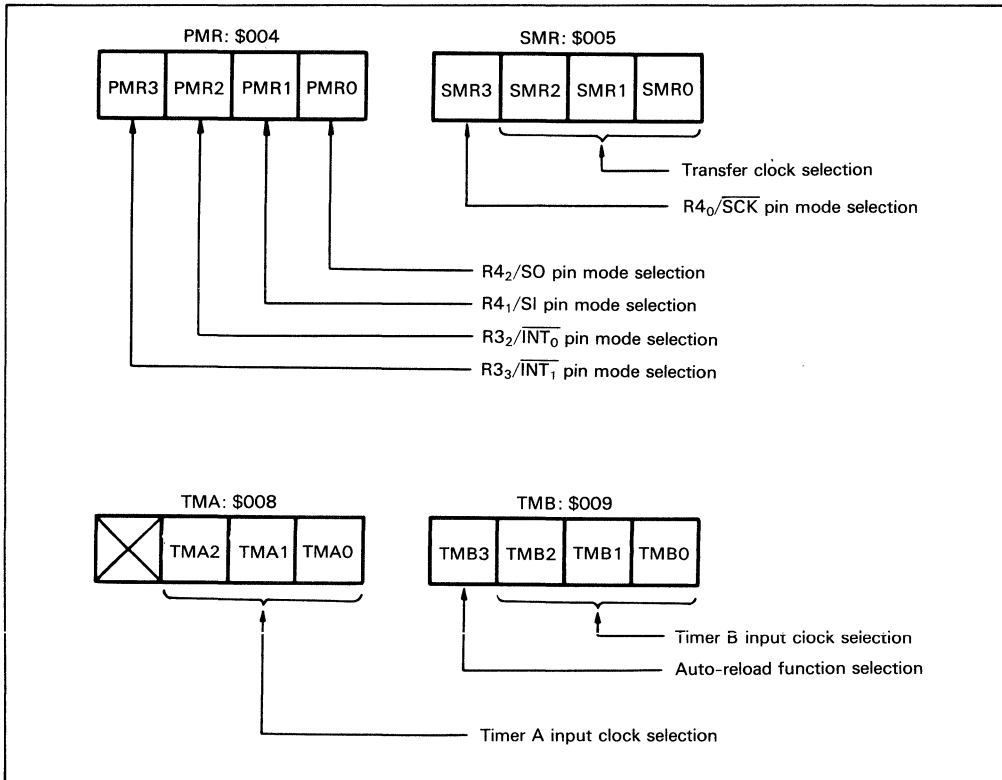 PMR: $004
PMR3 PMR2 PMR1 PMR0
R4₂/SO pin mode selection
R4₁/SI pin mode selection
R3₂/I̅N̅T̅₀̅ pin mode selection
R3₃/I̅N̅T̅₁̅ pin mode selection
SMR: $005
SMR3 SMR2 SMR1 SMR0
Transfer clock selection
R4₀/S̅C̅K̅ pin mode selection
TMA: $008
TMA2 TMA1 TMA0
Timer A input clock selection
TMB: $009
TMB3 TMB2 TMB1 TMB0
Timer B input clock selection
Auto-reload function selection